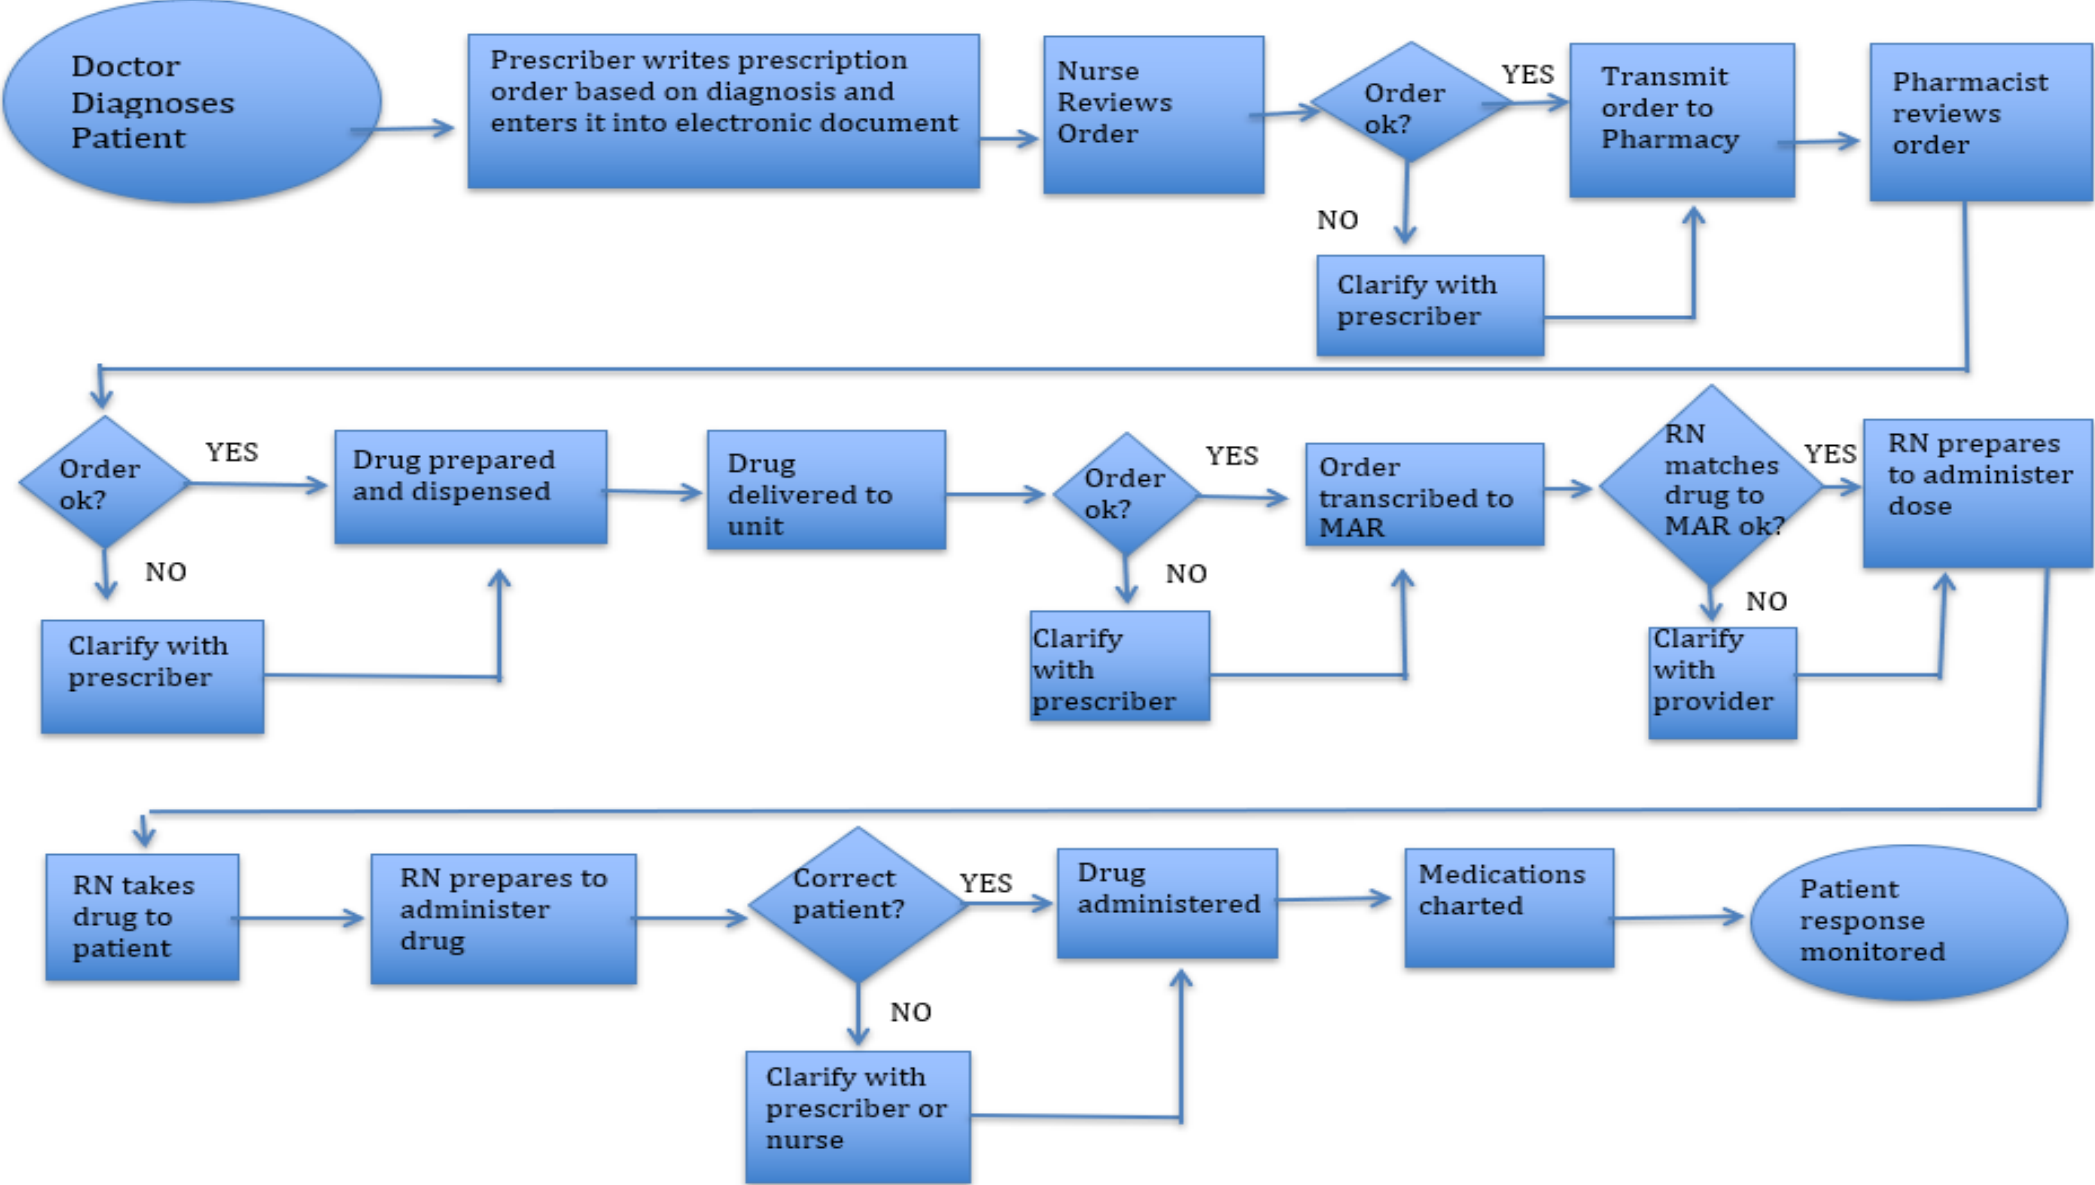 Doctor
Diagnoses
Patient
Prescriber writes prescription
order based on diagnosis and
enters it into electronic document
Nurse
Reviews
Order
Order
ok?
YES
Transmit
order to
Pharmacy
Pharmacist
reviews
order
NO
Clarify with
prescriber
Order
ok?
YES
Drug prepared
and dispensed
Drug
delivered to
unit
Order
ok?
YES
Order
transcribed to
MAR
RN
matches
drug to
MAR ok?
YES
RN prepares
to administer
dose
NO
Clarify with
prescriber
NO
Clarify
with
prescriber
NO
Clarify
with
provider
RN takes
drug to
patient
RN prepares to
administer
drug
Correct
patient?
YES
Drug
administered
Medications
charted
Patient
response
monitored
NO
Clarify with
prescriber or
nurse